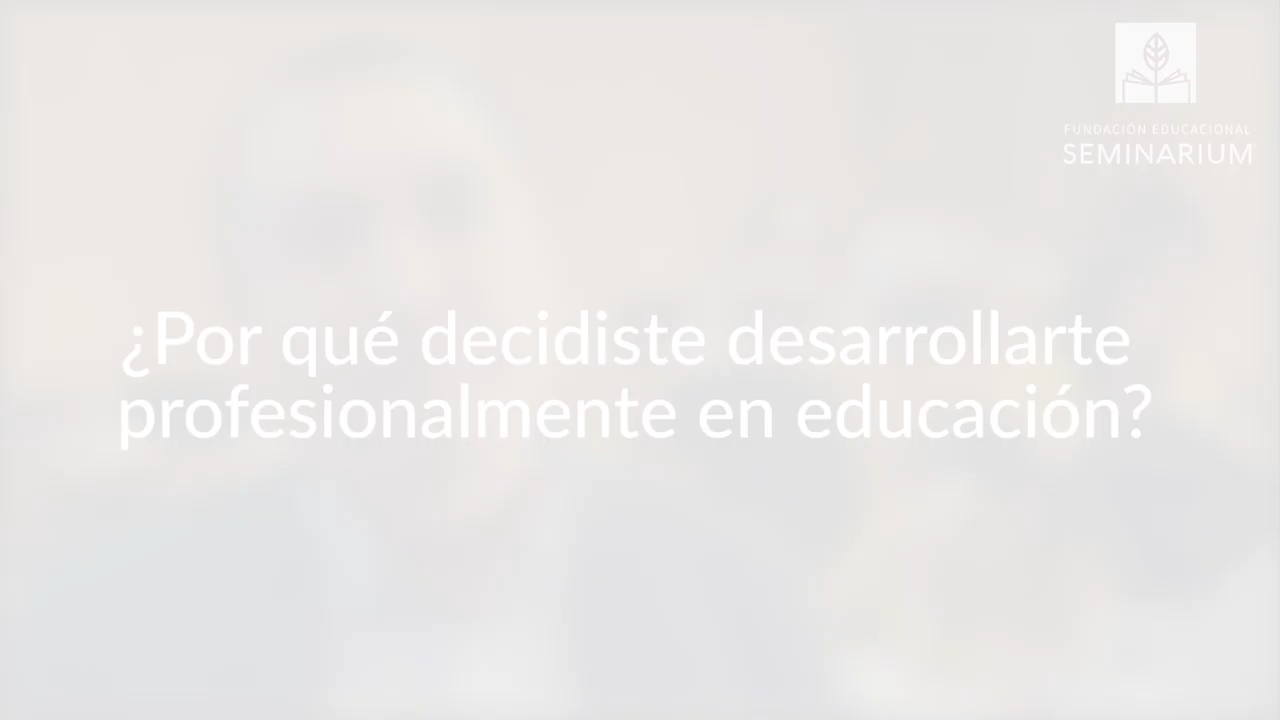 FUNDACIÓN EDUCACIONAL
SEMINARIUM
¿Por qué decidiste desarrollarte
profesionalmente en educación?